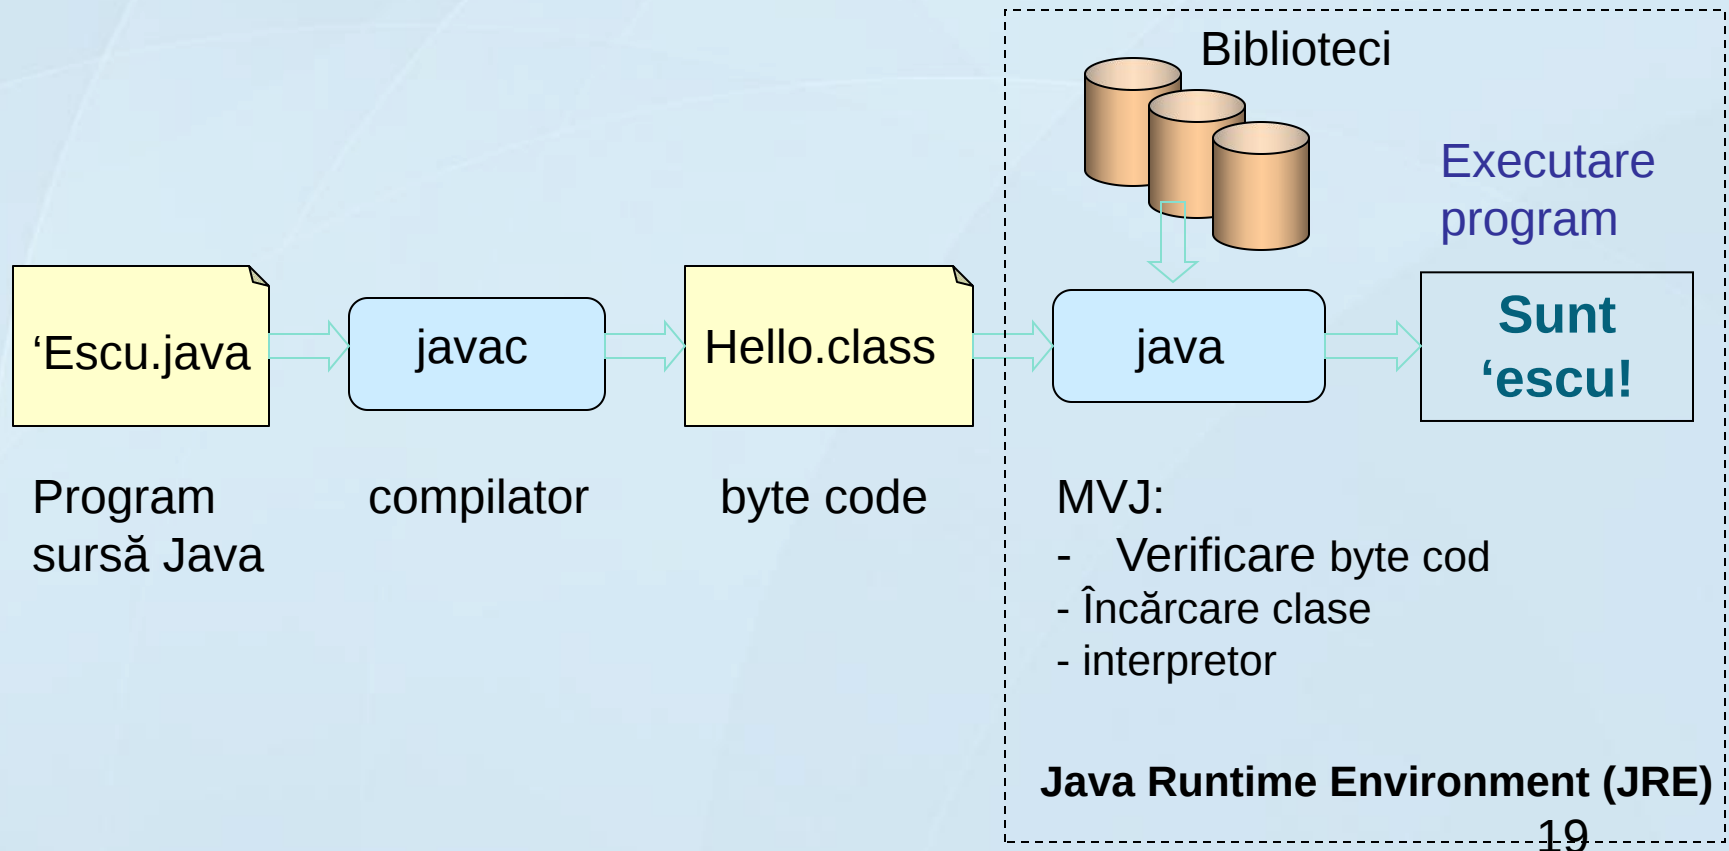 Biblioteci
Executare
program
‘Escu.java
javac
Hello.class
java
Sunt
‘escu!
Program
sursă Java
compilator
byte code
MVJ:
- Verificare byte cod
- Încărcare clase
- interpretor
Java Runtime Environment (JRE)
19